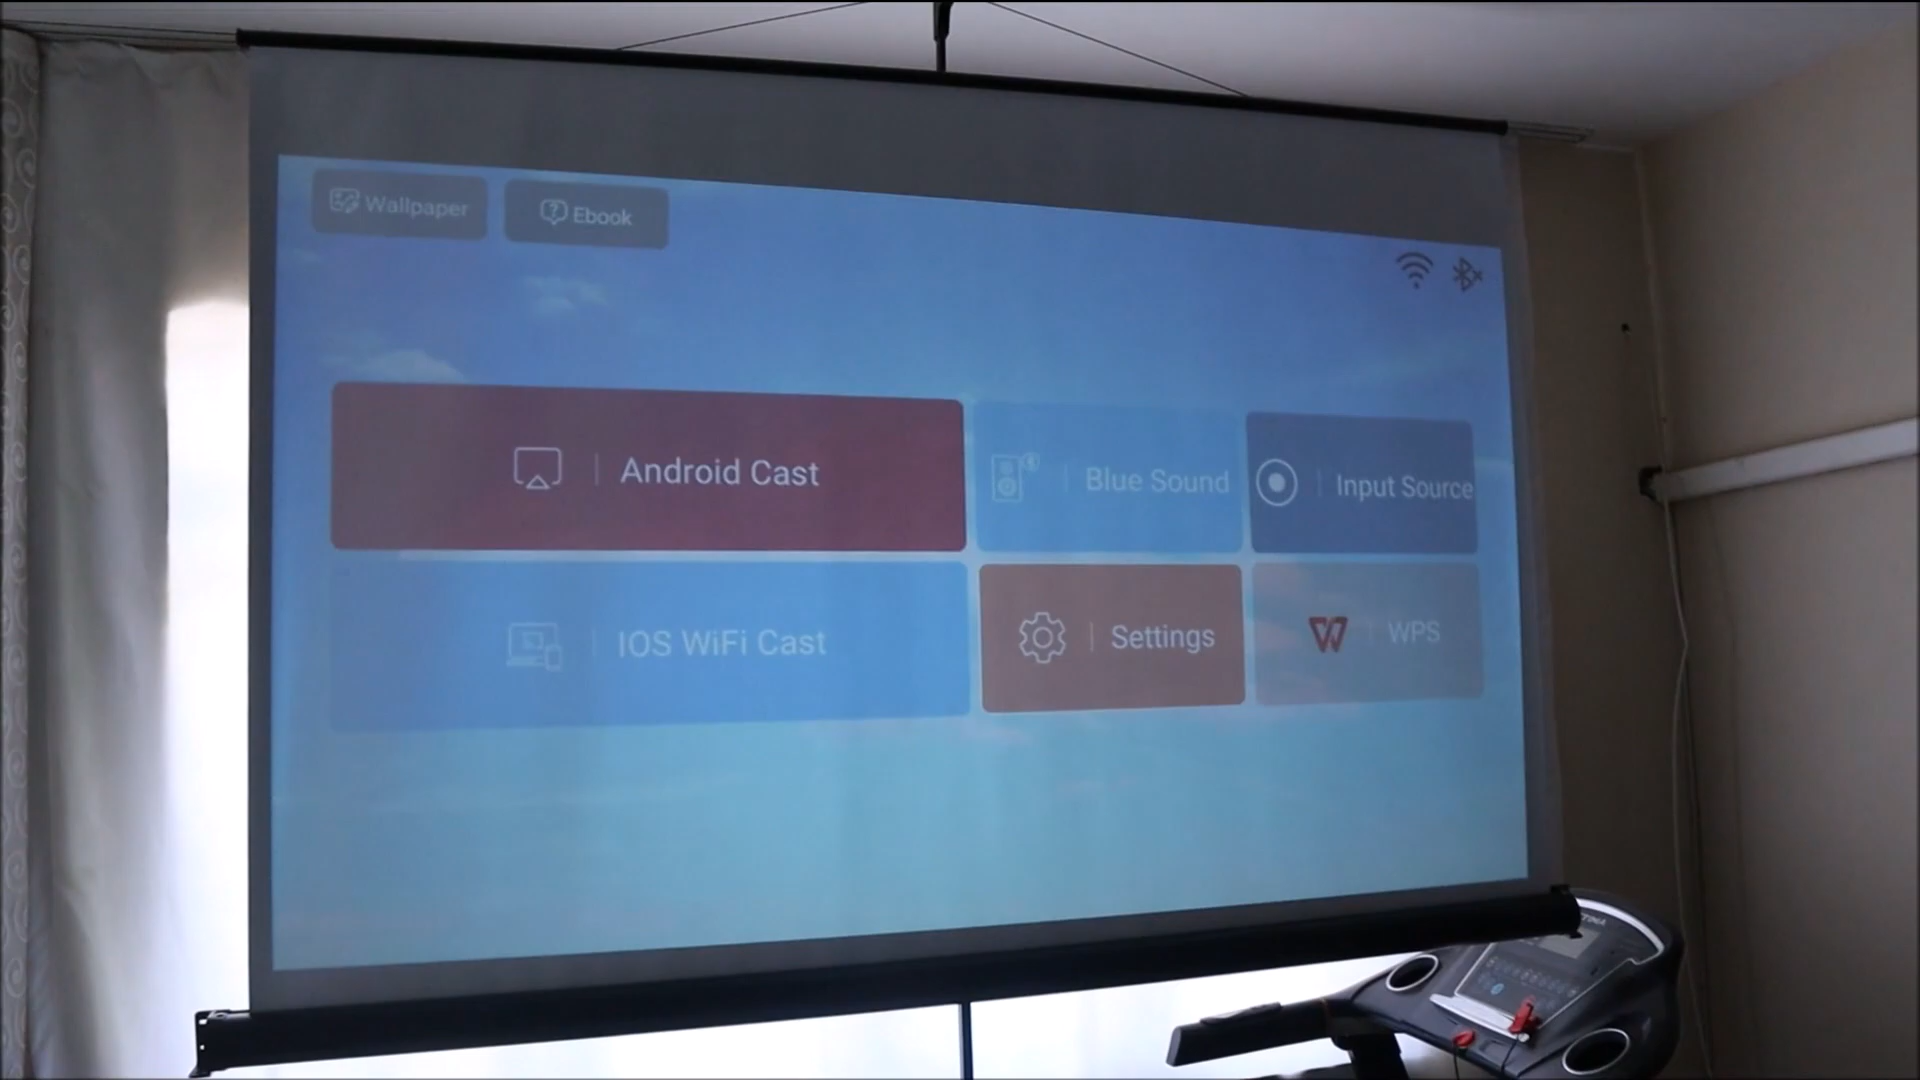 Wallpaper
Ebook
Android Cast
Blue Sound
Input Source
IOS WiFi Cast
Settings
WPS